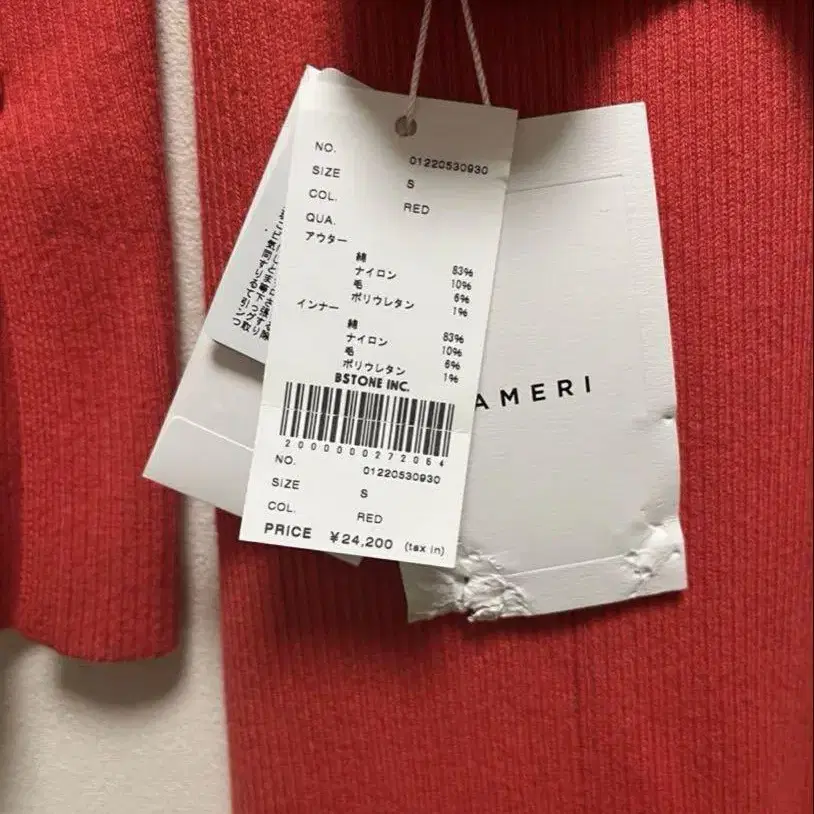 NO. 01220530930
SIZE S
COL. RED
QUA.
アウター
綿 83%
ナイロン 10%
毛 6%
ポリウレタン 1%
インナー
綿 83%
ナイロン 10%
毛 6%
ポリウレタン 1%
BSTONE INC.
2000000272064
NO. 01220530930
SIZE S
COL. RED
PRICE ¥24,200 (tax in)
AMERI